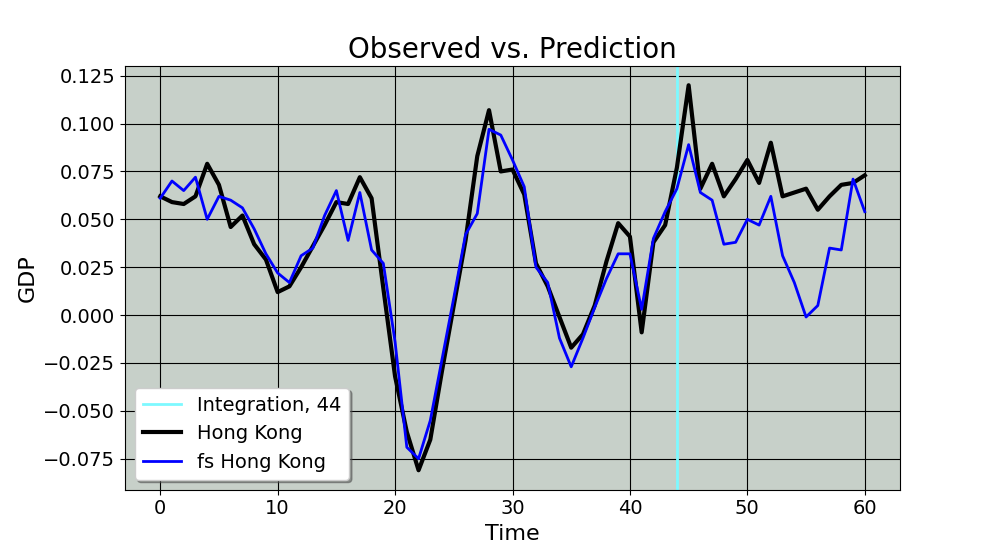 Observed vs. Prediction
0.125
0.100
0.075
0.050
0.025
0.000
−0.025
−0.050
−0.075
GDP
Integration, 44
Hong Kong
fs Hong Kong
0 10 20 30 40 50 60
Time